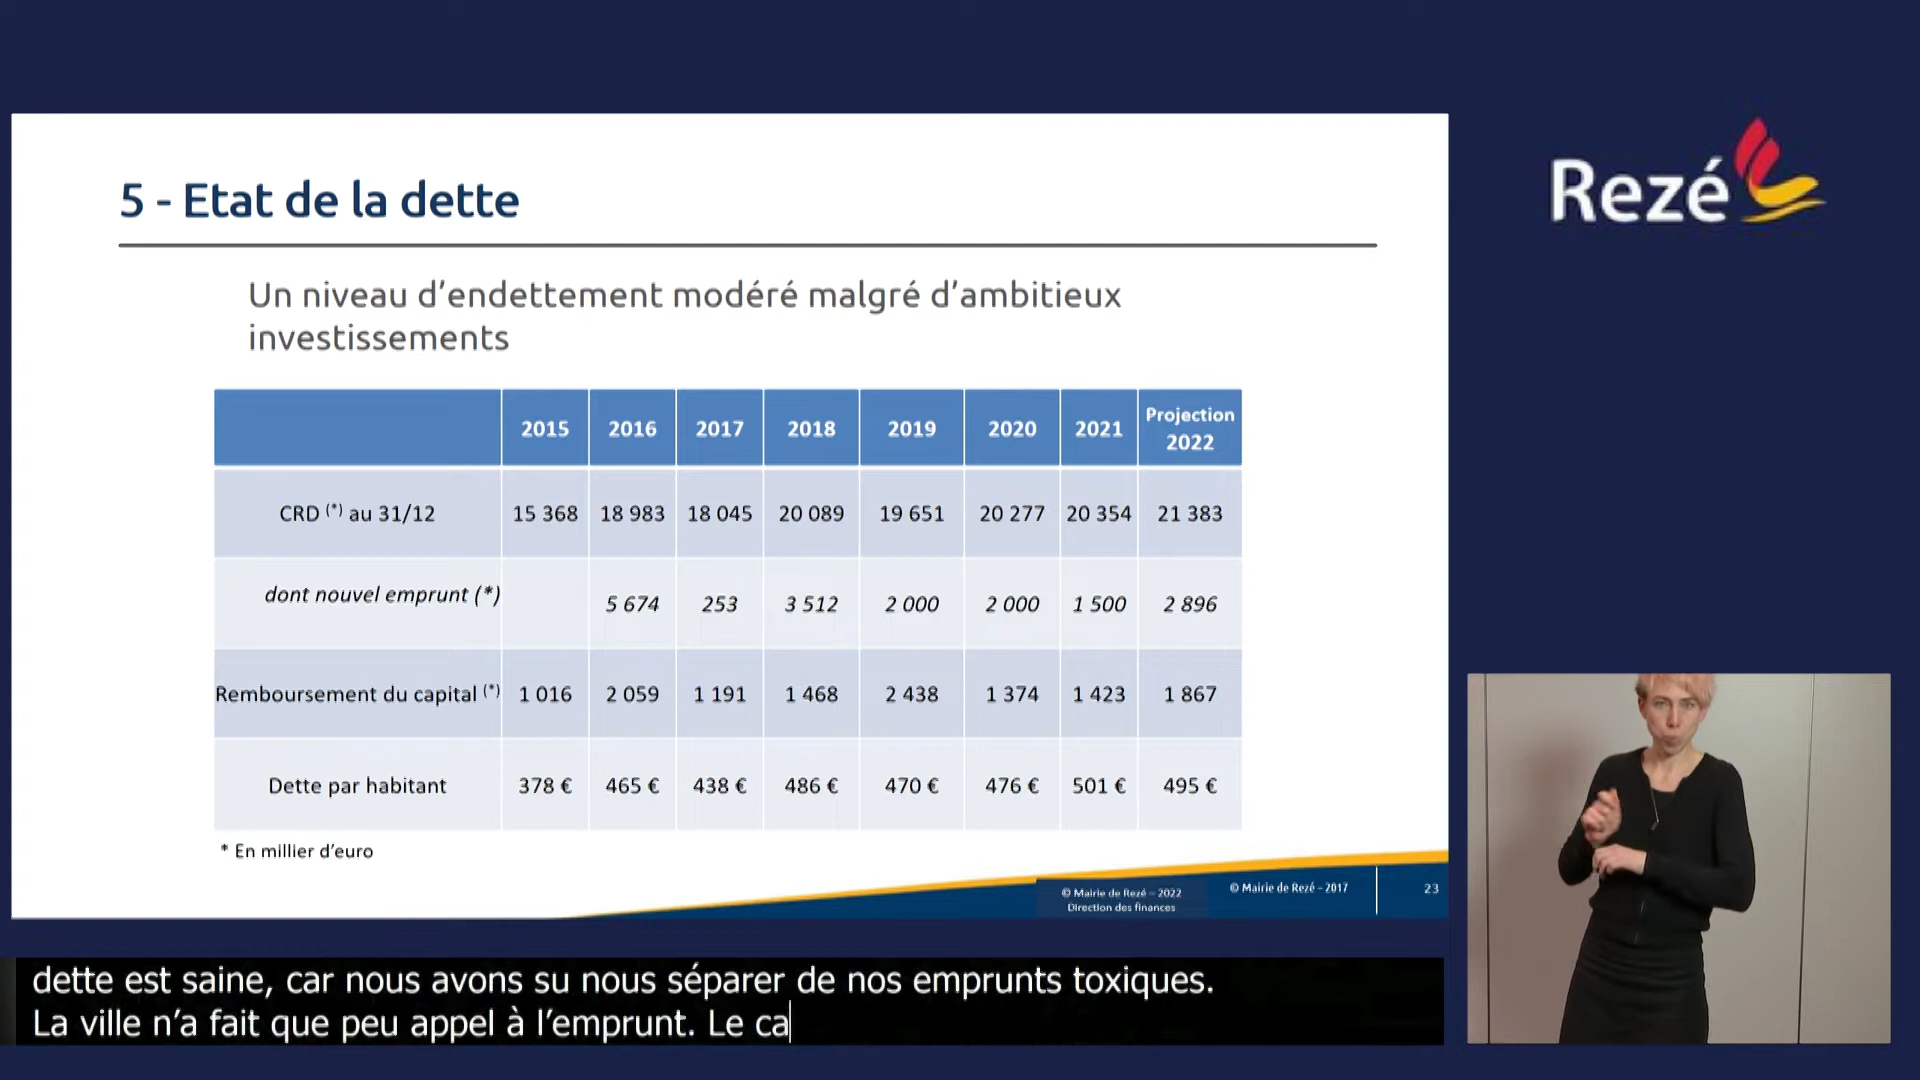 Rezé
5 - Etat de la dette
Un niveau d’endettement modéré malgré d’ambitieux
investissements
2015 2016 2017 2018 2019 2020 2021 Projection 2022
CRD (*) au 31/12 15 368 18 983 18 045 20 089 19 651 20 277 20 354 21 383
dont nouvel emprunt (*) 5 674 253 3 512 2 000 2 000 1 500 2 896
Remboursement du capital (*) 1 016 2 059 1 191 1 468 2 438 1 374 1 423 1 867
Dette par habitant 378 € 465 € 438 € 486 € 470 € 476 € 501 € 495 €
* En millier d’euro
© Mairie de Rezé – 2022
Direction des finances
© Mairie de Rezé – 2017
23
dette est saine, car nous avons su nous séparer de nos emprunts toxiques.
La ville n’a fait que peu appel à l’emprunt. Le ca